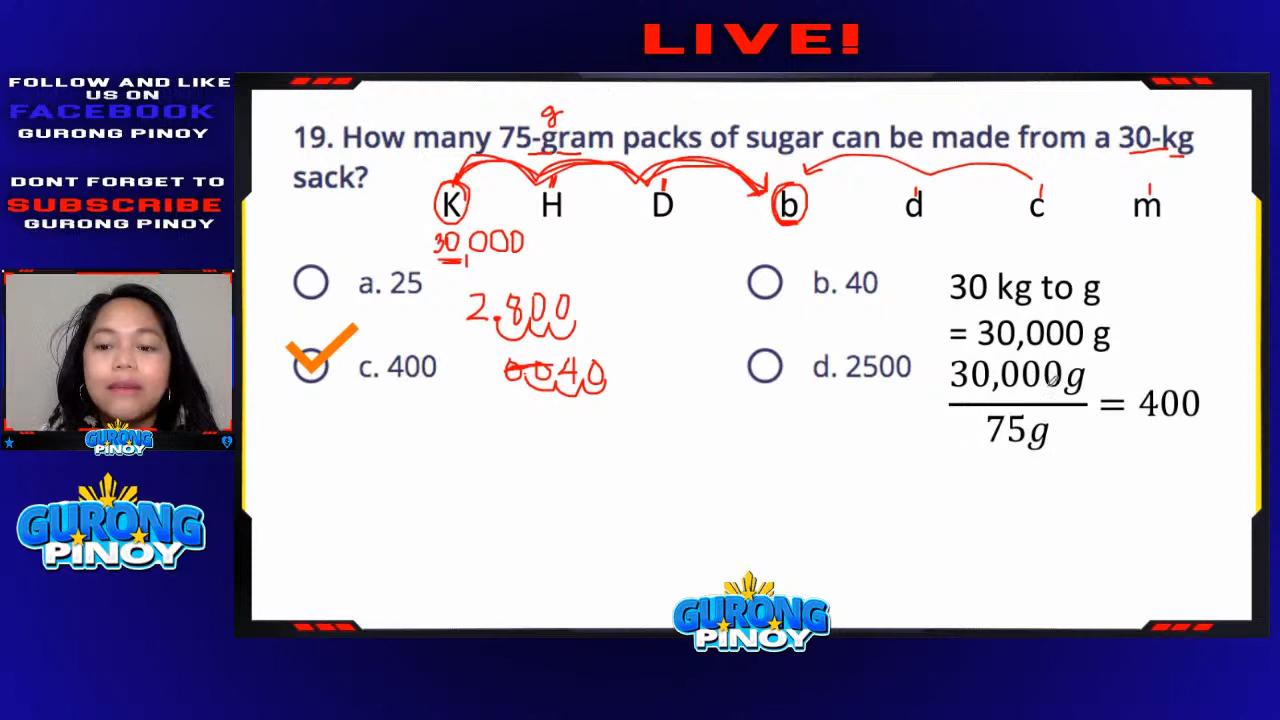 LIVE!
FOLLOW AND LIKE
US ON
FACEBOOK
GURONG PINOY
DONT FORGET TO
SUBSCRIBE
GURONG PINOY
GURONG
PINOY
GURONG
PINOY
g
19. How many 75-gram packs of sugar can be made from a 30-kg
sack?
K H D b d c m
30,000
a. 25
b. 40
2.800
c. 400
0.040
d. 2500
30 kg to g
= 30,000 g
30,000g
75g
= 400
GURONG
PINOY